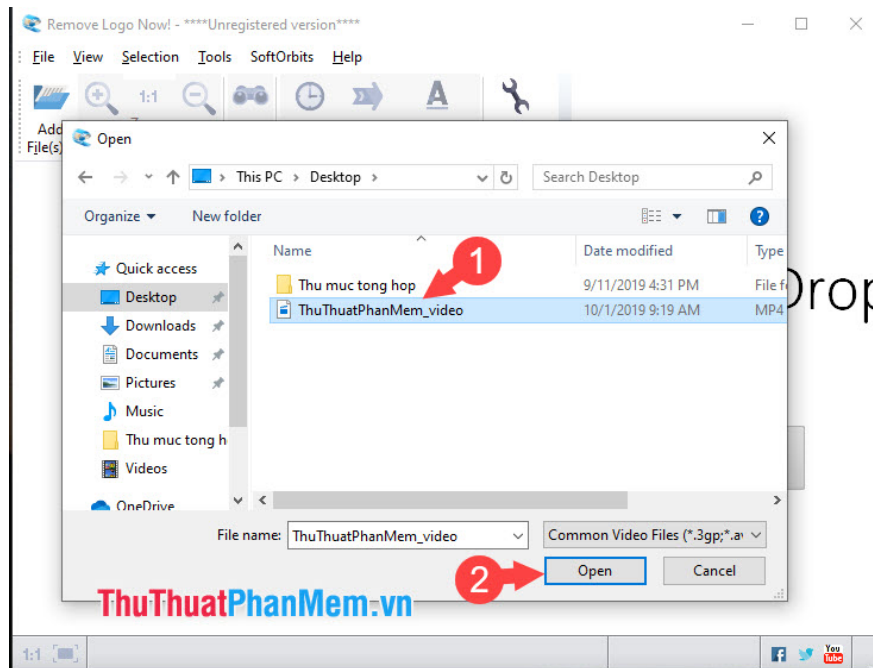 Remove Logo Now! - ****Unregistered version****
File View Selection Tools SoftOrbits Help
1:1
Add
File(s)
Open
This PC > Desktop >
Search Desktop
Organize New folder
Name Date modified Type
Quick access
Desktop
Downloads
Documents
Pictures
Music
Thu muc tong h
Videos
OneDrive
Thu muc tong hop 9/11/2019 4:31 PM File f
ThuThuatPhanMem_video 10/1/2019 9:19 AM MP4
1
Drop
File name: ThuThuatPhanMem_video Common Video Files (*.3gp;*.av
2
Open Cancel
ThuThuatPhanMem.vn
1:1
You
Tube